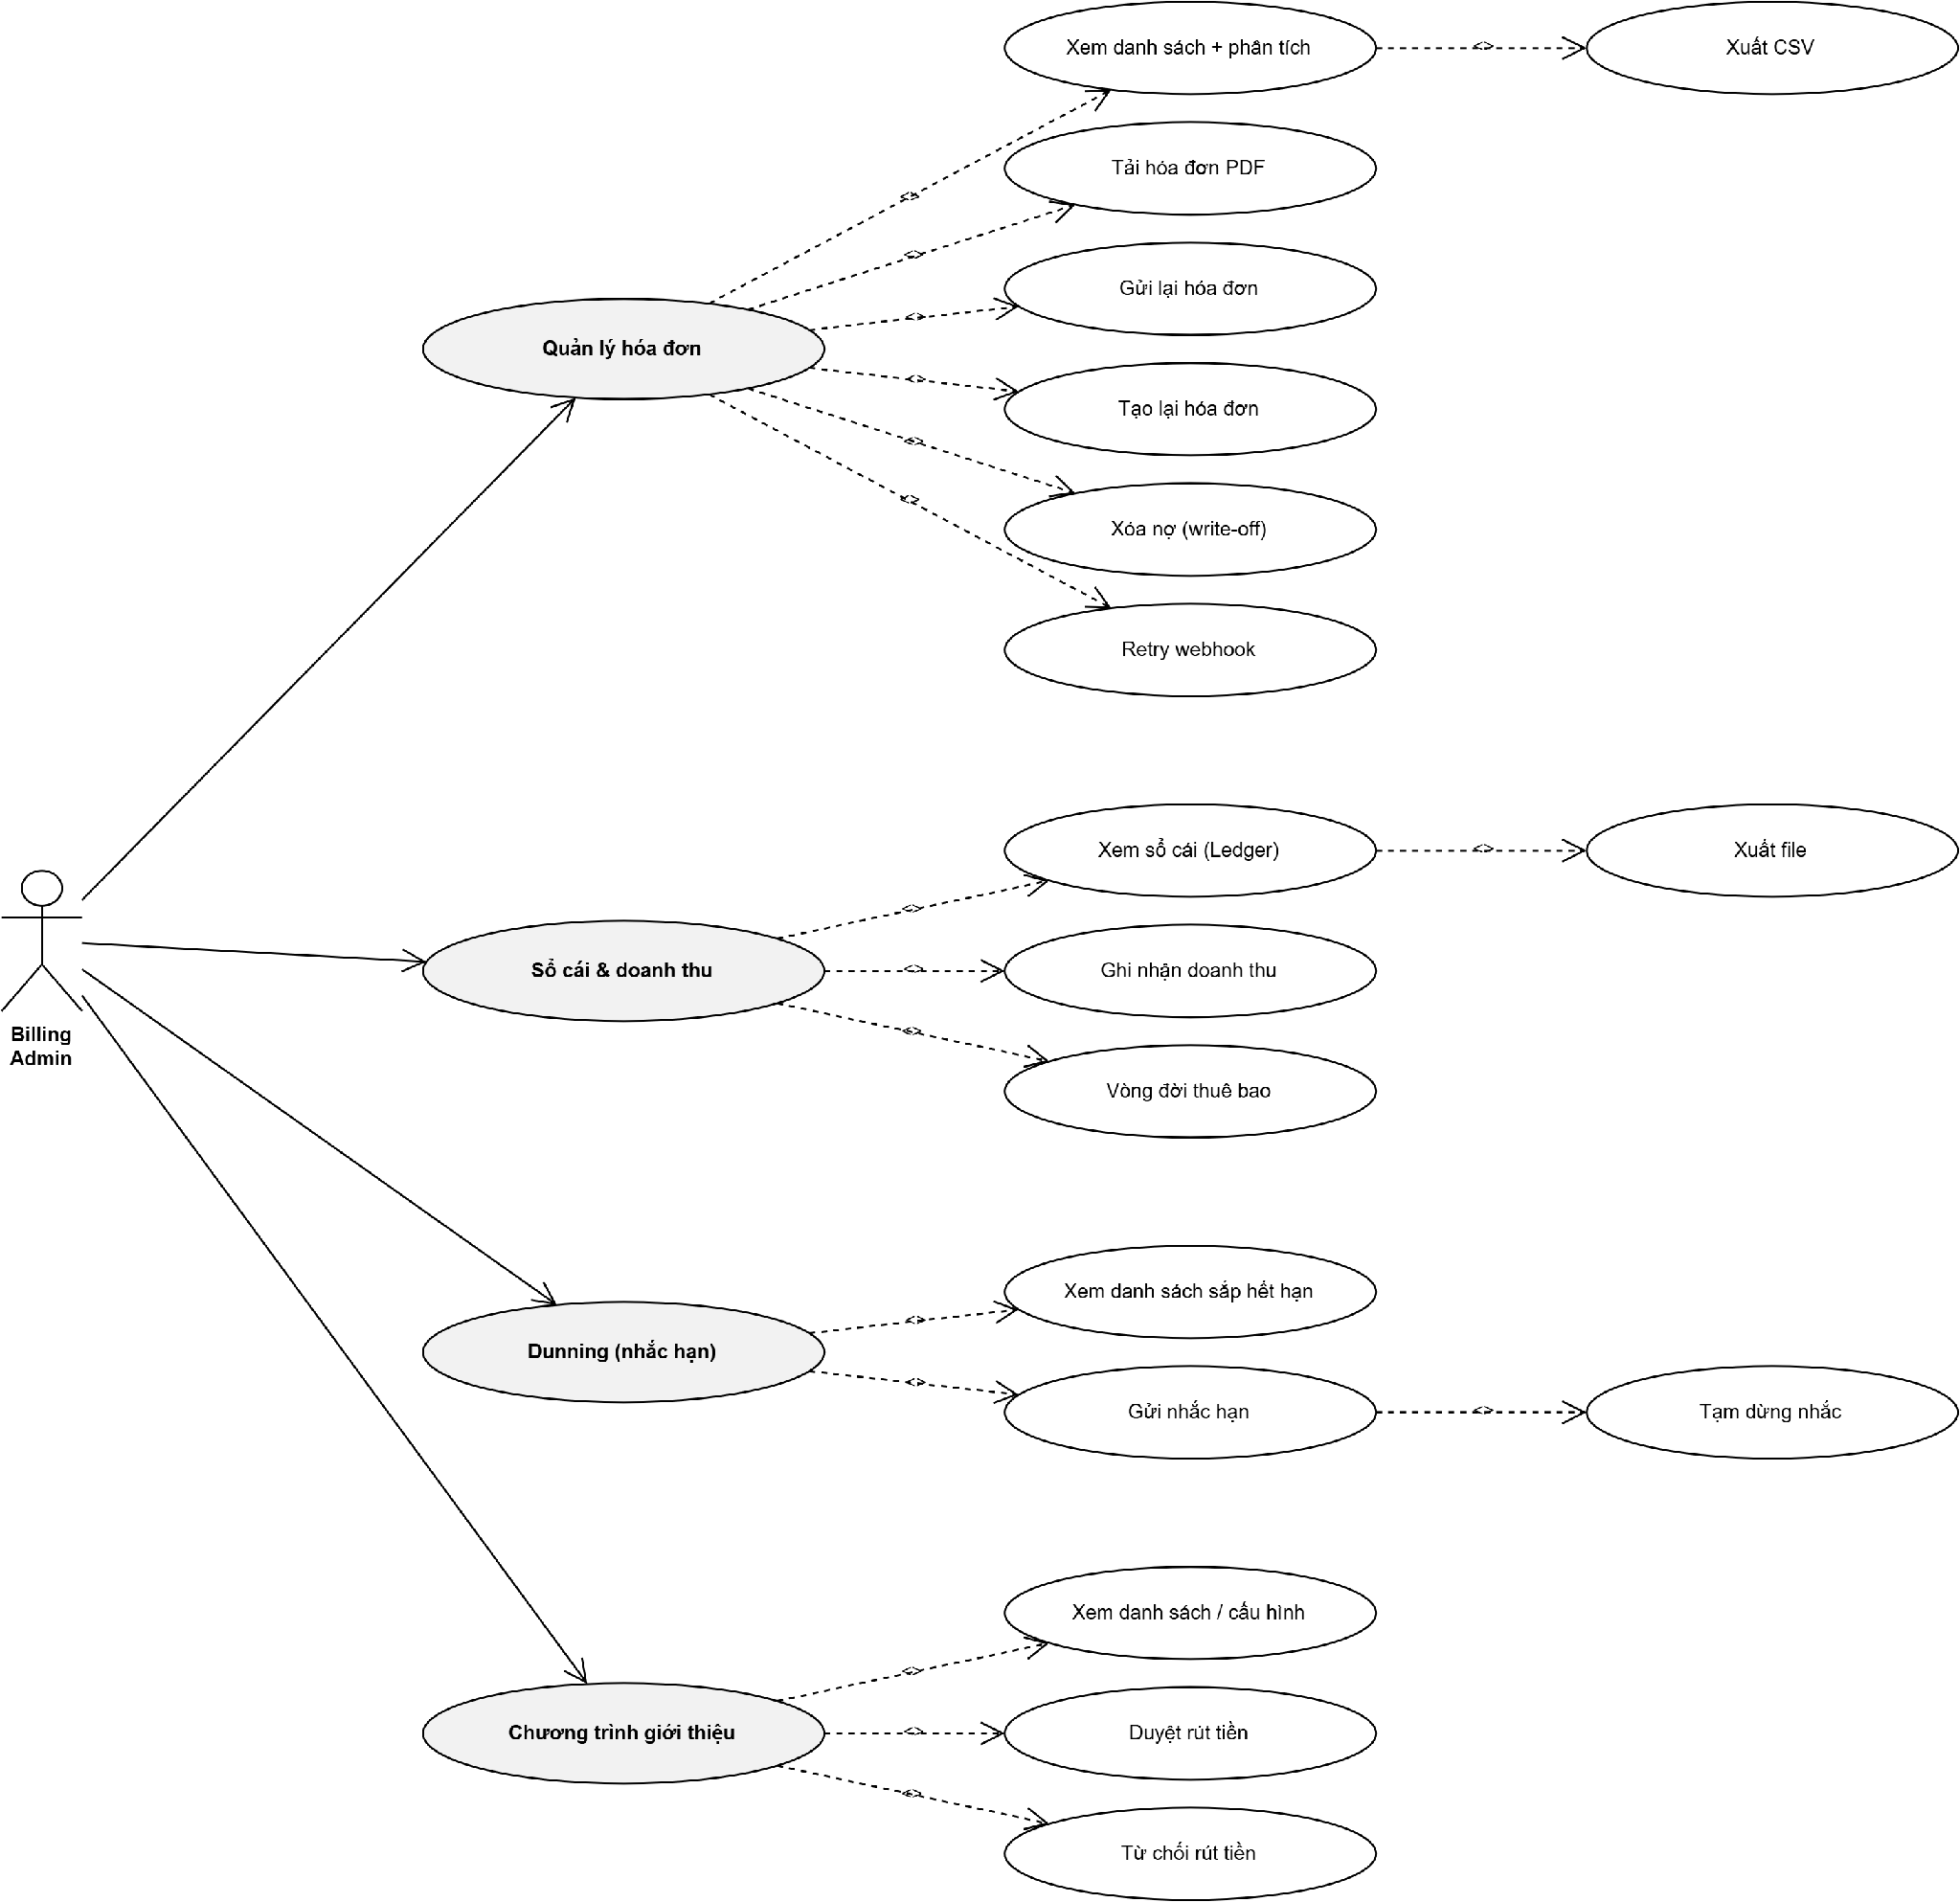 Xem danh sách + phân tích
<>
Xuất CSV
<>
Tải hóa đơn PDF
<>
Gửi lại hóa đơn
<>
Quản lý hóa đơn
<>
Tạo lại hóa đơn
<>
Xóa nợ (write-off)
<>
Retry webhook
Xem sổ cái (Ledger)
<>
Xuất file
<>
Sổ cái & doanh thu
<>
Ghi nhận doanh thu
<>
Vòng đời thuê bao
Billing
Admin
Xem danh sách sắp hết hạn
<>
Dunning (nhắc hạn)
<>
Gửi nhắc hạn
<>
Tạm dừng nhắc
Xem danh sách / cấu hình
<>
Chương trình giới thiệu
<>
Duyệt rút tiền
<>
Từ chối rút tiền